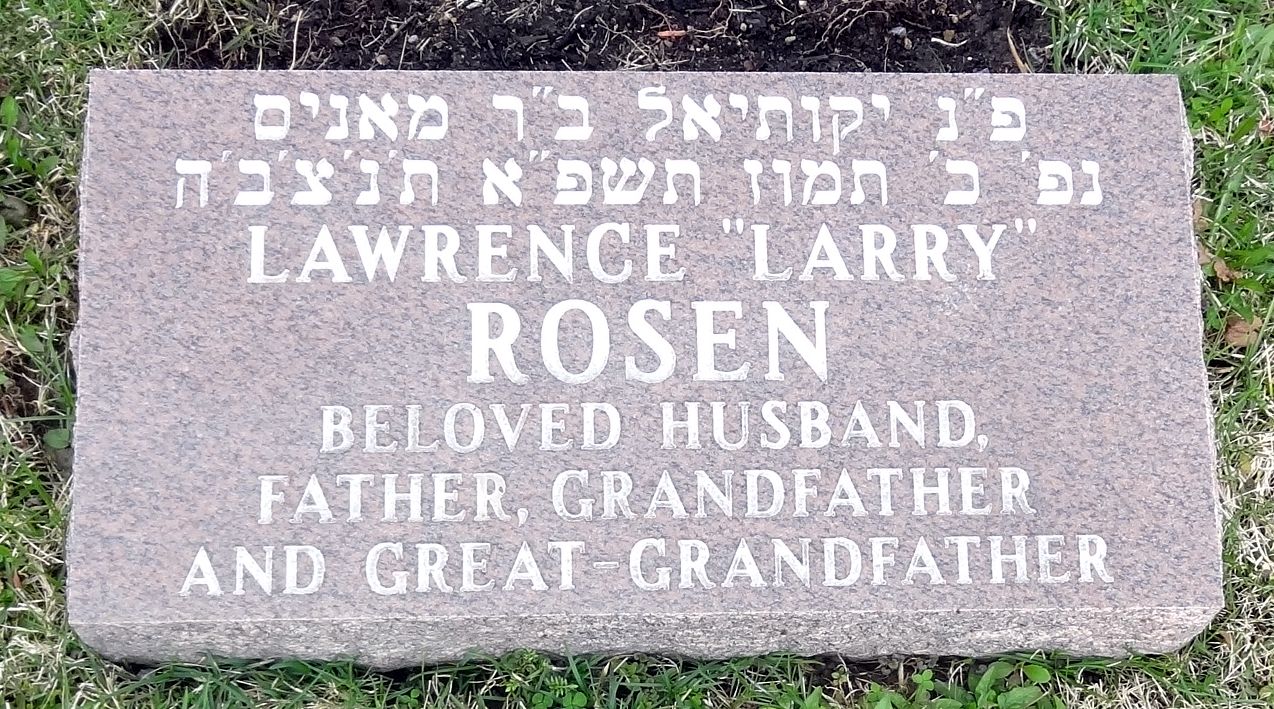 פ"נ יקותיאל ב"ר מאנים
נפ' כ' תמוז תשפ"א ת'נ'צ'ב'ה
LAWRENCE "LARRY"
ROSEN
BELOVED HUSBAND,
FATHER, GRANDFATHER
AND GREAT-GRANDFATHER